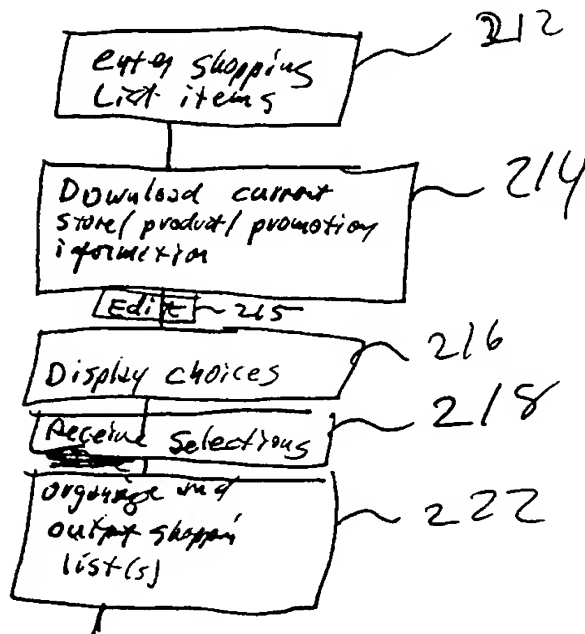 212
enter shopping
List items
214
Download current
store/product/promotion
information
Edit 215
216
Display choices
218
Receive Selections
organize and
output shoppin
list(s)
222